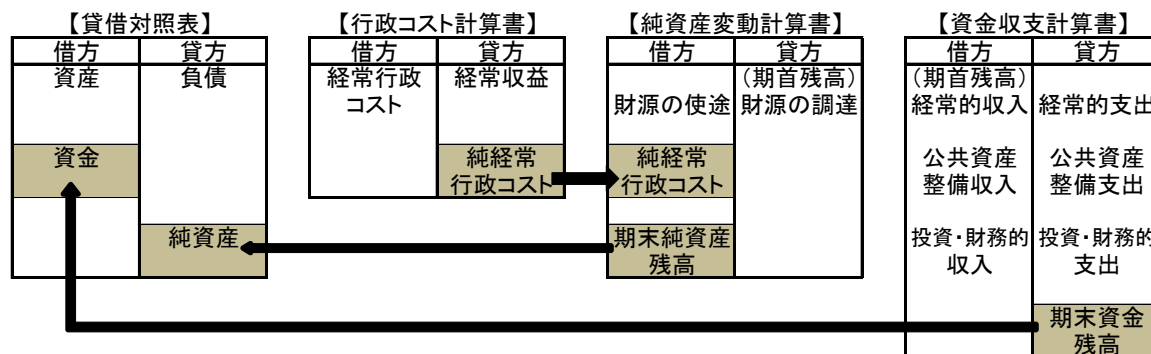 【貸借対照表】
借方 貸方
資産 負債
資金
純資産
【行政コスト計算書】
借方 貸方
経常行政 経常収益
コスト
純経常
行政コスト
【純資産変動計算書】
借方 貸方
(期首残高)
財源の使途 財源の調達
純経常
行政コスト
期末純資産
残高
【資金収支計算書】
借方 貸方
(期首残高)
経常的収入 経常的支出
公共資産 公共資産
整備収入 整備支出
投資・財務的 投資・財務的
収入 支出
期末資金
残高